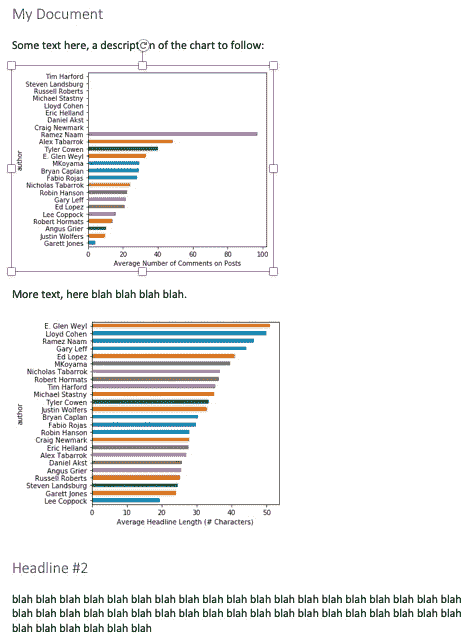 My Document
Some text here, a description of the chart to follow:
Tim Harford
Steven Landsburg
Russell Roberts
Michael Stastny
Lloyd Cohen
Eric Helland
Daniel Akst
Craig Newmark
Ramez Naam
Alex Tabarrok
Tyler Cowen
E. Glen Weyl
MKoyama
Bryan Caplan
Fabio Rojas
Nicholas Tabarrok
Robin Hanson
Gary Leff
Ed Lopez
Lee Coppock
Robert Hormats
Angus Grier
Justin Wolfers
Garett Jones
author
0 20 40 60 80 100
Average Number of Comments on Posts
More text, here blah blah blah blah.
E. Glen Weyl
Lloyd Cohen
Ramez Naam
Gary Leff
Ed Lopez
MKoyama
Nicholas Tabarrok
Robert Hormats
Tim Harford
Michael Stastny
Tyler Cowen
Justin Wolfers
Bryan Caplan
Fabio Rojas
Robin Hanson
Craig Newmark
Eric Helland
Alex Tabarrok
Daniel Akst
Angus Grier
Russell Roberts
Steven Landsburg
Garett Jones
Lee Coppock
author
0 10 20 30 40 50
Average Headline Length (# Characters)
Headline #2
blah blah blah blah blah blah blah blah blah blah blah blah blah blah blah blah blah blah blah
blah blah blah blah blah blah blah blah blah blah blah blah blah blah blah blah blah blah blah
blah blah blah blah blah blah